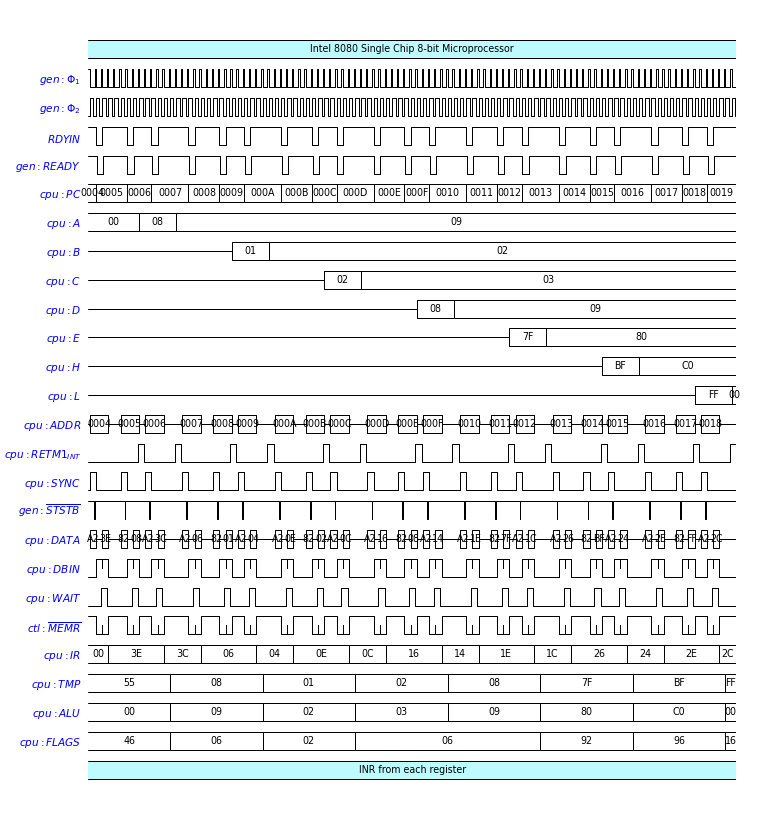 Intel 8080 Single Chip 8-bit Microprocessor
gen : Φ1
gen : Φ2
RDYIN
gen : READY
cpu : PC 0004 0005 0006 0007 0008 0009 000A 000B 000C 000D 000E 000F 0010 0011 0012 0013 0014 0015 0016 0017 0018 0019
cpu : A 00 08 09
cpu : B 01 02
cpu : C 02 03
cpu : D 08 09
cpu : E 7F 80
cpu : H BF C0
cpu : L FF 00
cpu : ADDR 0004 0005 0006 0007 0008 0009 000A 000B 000C 000D 000E 000F 0010 0011 0012 0013 0014 0015 0016 0017 0018
cpu : RETM1INT
cpu : SYNC
gen : STSTB
cpu : DATA A2 3E 82 08 A2 3C A2 06 82 01 A2 04 A2 0E 82 02 A2 0C A2 16 82 08 A2 14 A2 1E 82 7F A2 1C A2 26 82 BF A2 24 A2 2E 82 FF A2 2C
cpu : DBIN
cpu : WAIT
ctl : MEMR
cpu : IR 00 3E 3C 06 04 0E 0C 16 14 1E 1C 26 24 2E 2C
cpu : TMP 55 08 01 02 08 7F BF FF
cpu : ALU 00 09 02 03 09 80 C0 00
cpu : FLAGS 46 06 02 06 92 96 16
INR from each register